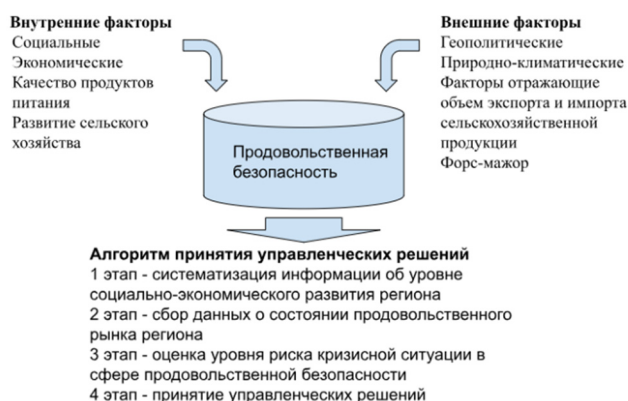 Внутренние факторы
Социальные
Экономические
Качество продуктов
питания
Развитие сельского
хозяйства
Внешние факторы
Геополитические
Природно-климатические
Факторы отражающие
объем экспорта и импорта
сельскохозяйственной
продукции
Форс-мажор
Продовольственная
безопасность
Алгоритм принятия управленческих решений
1 этап - систематизация информации об уровне
социально-экономического развития региона
2 этап - сбор данных о состоянии продовольственного
рынка региона
3 этап - оценка уровня риска кризисной ситуации в
сфере продовольственной безопасности
4 этап - принятие управленческих решений